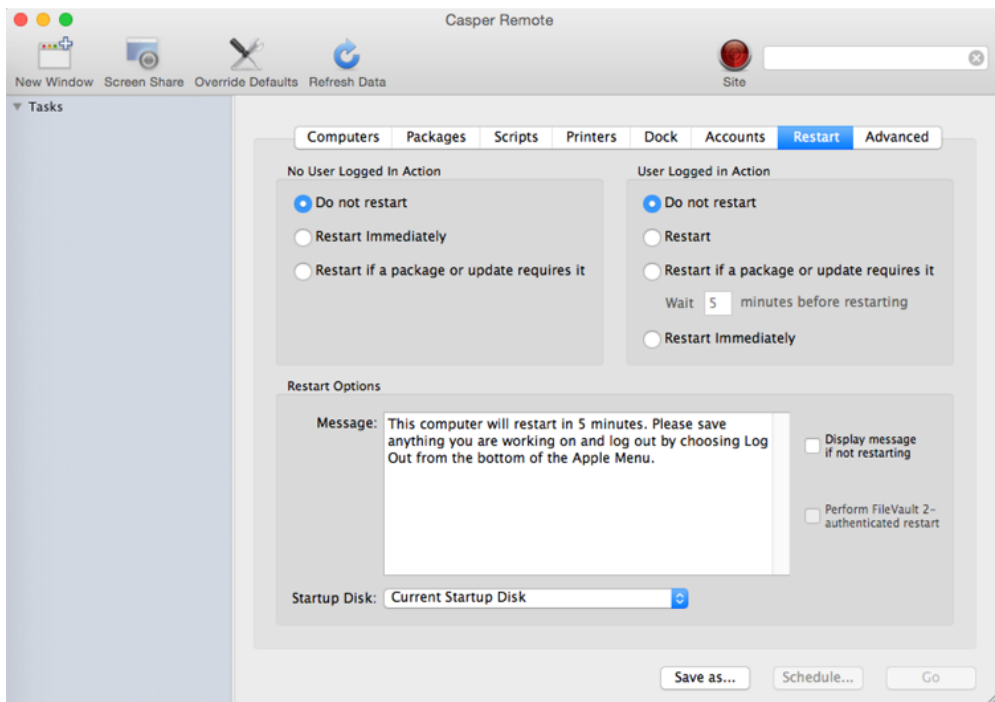 Casper Remote
New Window Screen Share Override Defaults Refresh Data Site
Tasks
Computers Packages Scripts Printers Dock Accounts Restart Advanced
No User Logged In Action
Do not restart
Restart Immediately
Restart if a package or update requires it
User Logged in Action
Do not restart
Restart
Restart if a package or update requires it
Wait 5 minutes before restarting
Restart Immediately
Restart Options
Message: This computer will restart in 5 minutes. Please save
anything you are working on and log out by choosing Log
Out from the bottom of the Apple Menu.
Display message
if not restarting
Perform FileVault 2-
authenticated restart
Startup Disk: Current Startup Disk
Save as... Schedule... Go